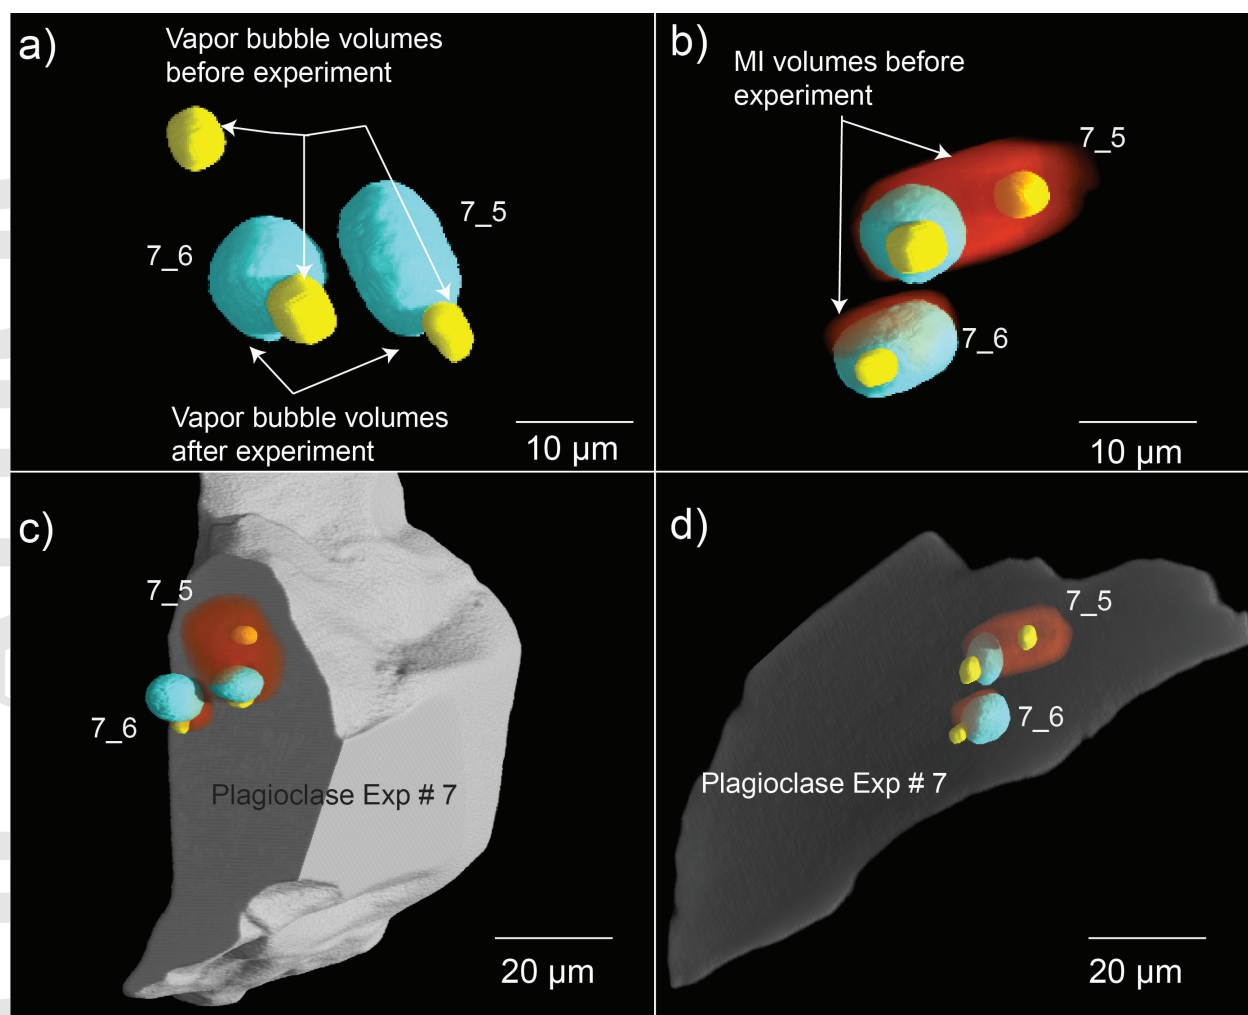 a)
Vapor bubble volumes
before experiment
7_5
7_6
Vapor bubble volumes
after experiment
10 µm
b)
MI volumes before
experiment
7_5
7_6
10 µm
c)
7_5
7_6
Plagioclase Exp # 7
20 µm
d)
7_5
7_6
Plagioclase Exp # 7
20 µm